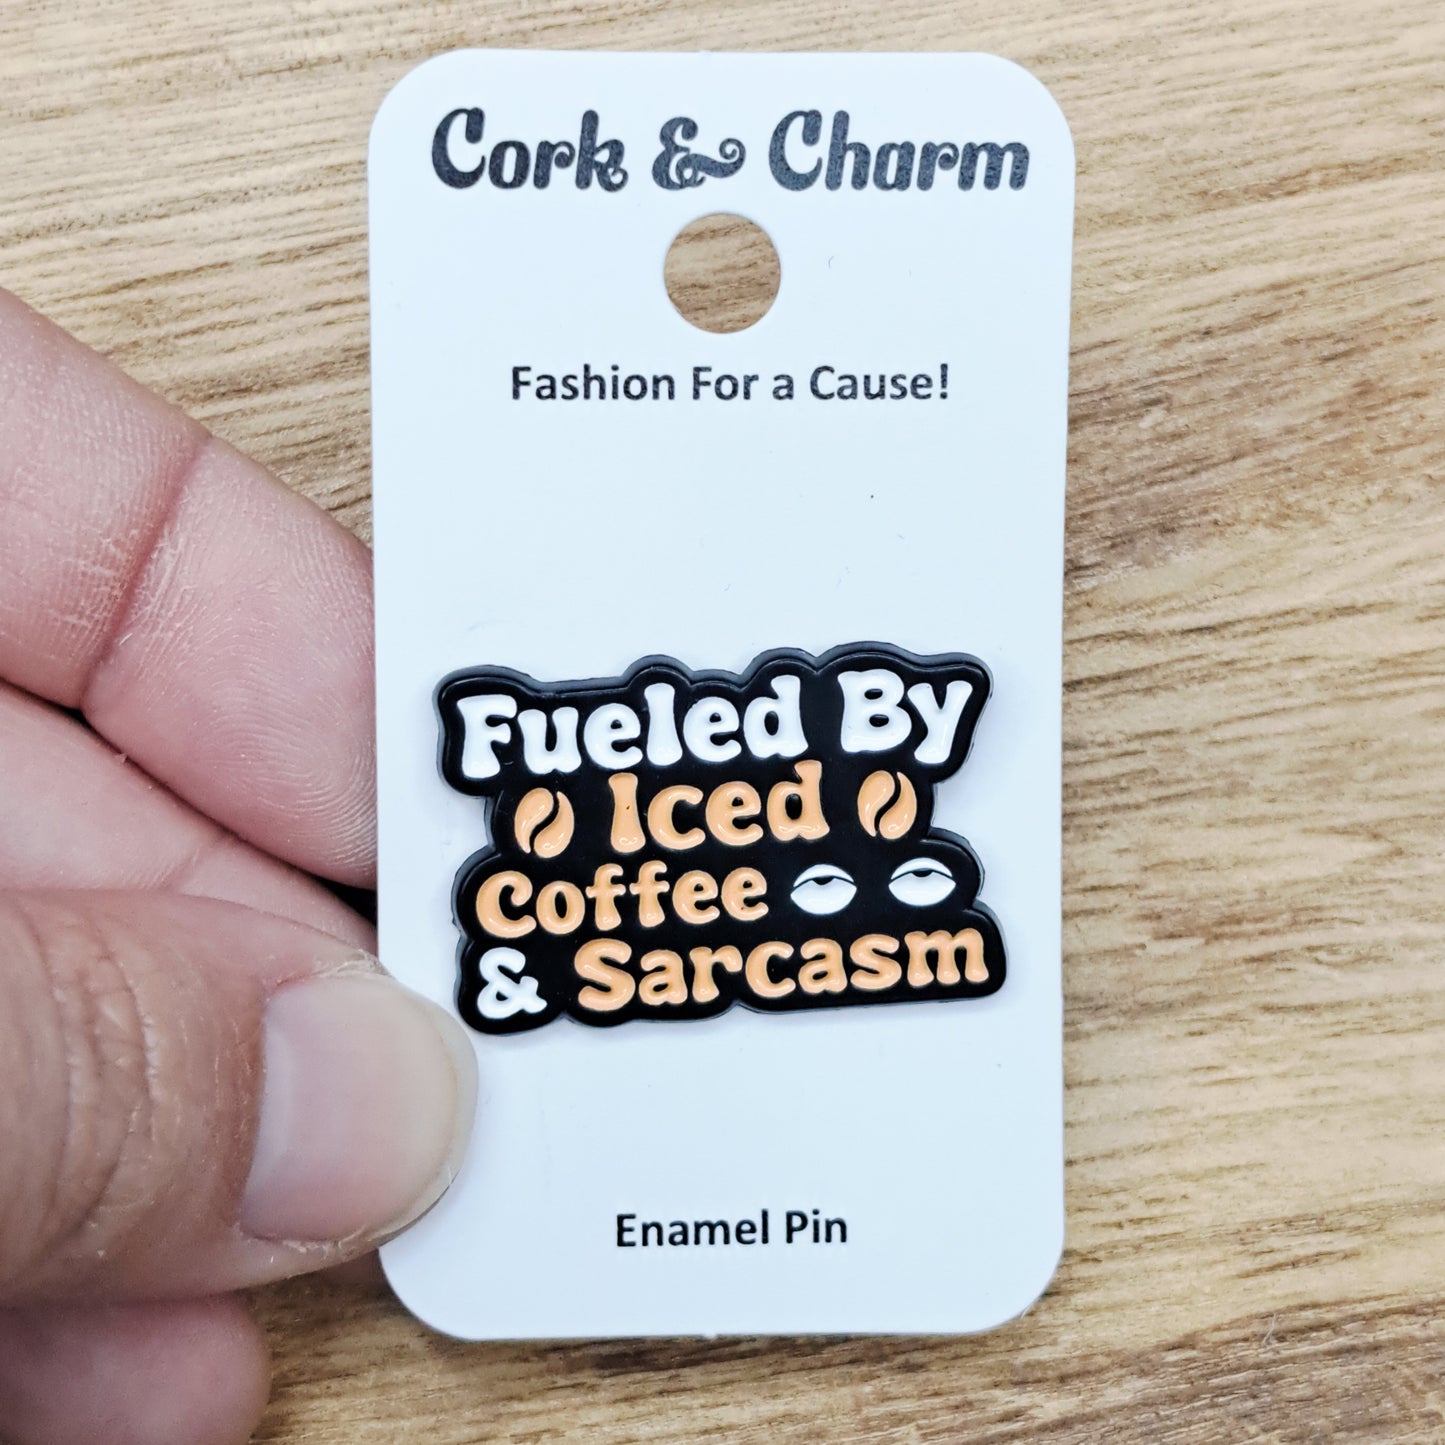 Cork & Charm
Fashion For a Cause!
Fueled By
Iced
Coffee
& Sarcasm
Enamel Pin